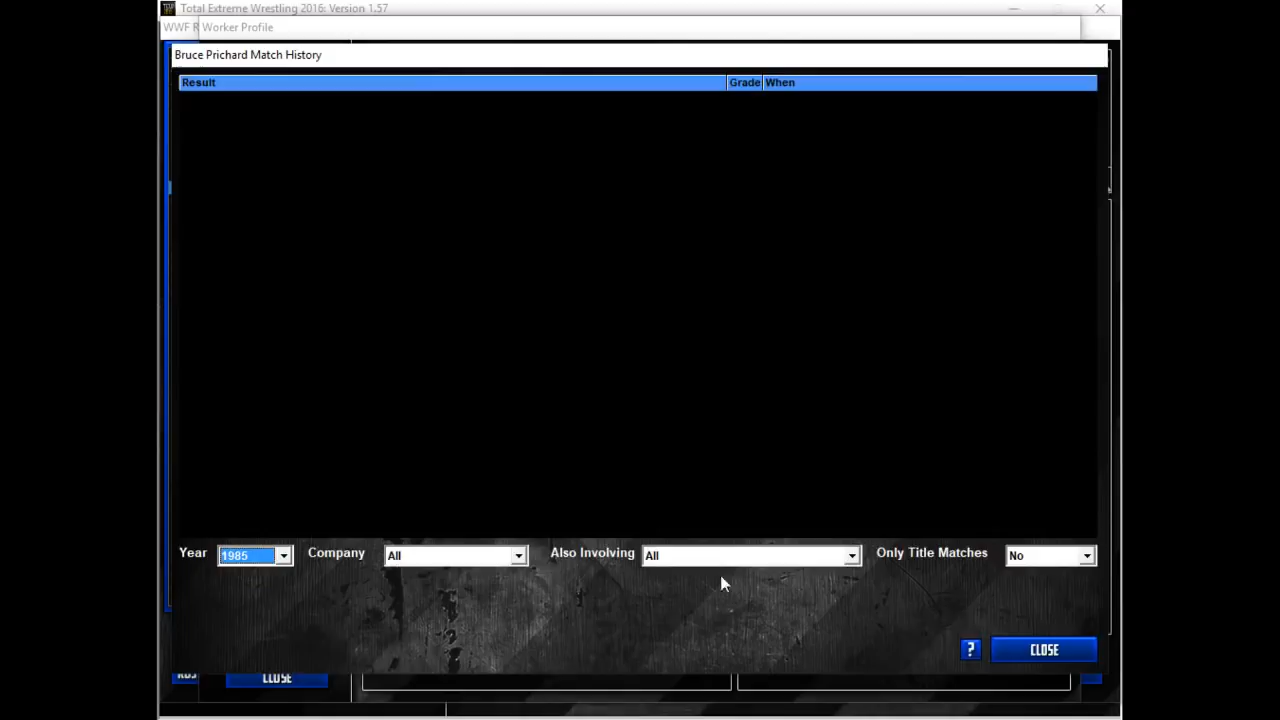 Total Extreme Wrestling 2016: Version 1.57
WWF R
Worker Profile
Bruce Prichard Match History
Result Grade When
Year 1985 Company All Also Involving All Only Title Matches No
? CLOSE
CLOSE